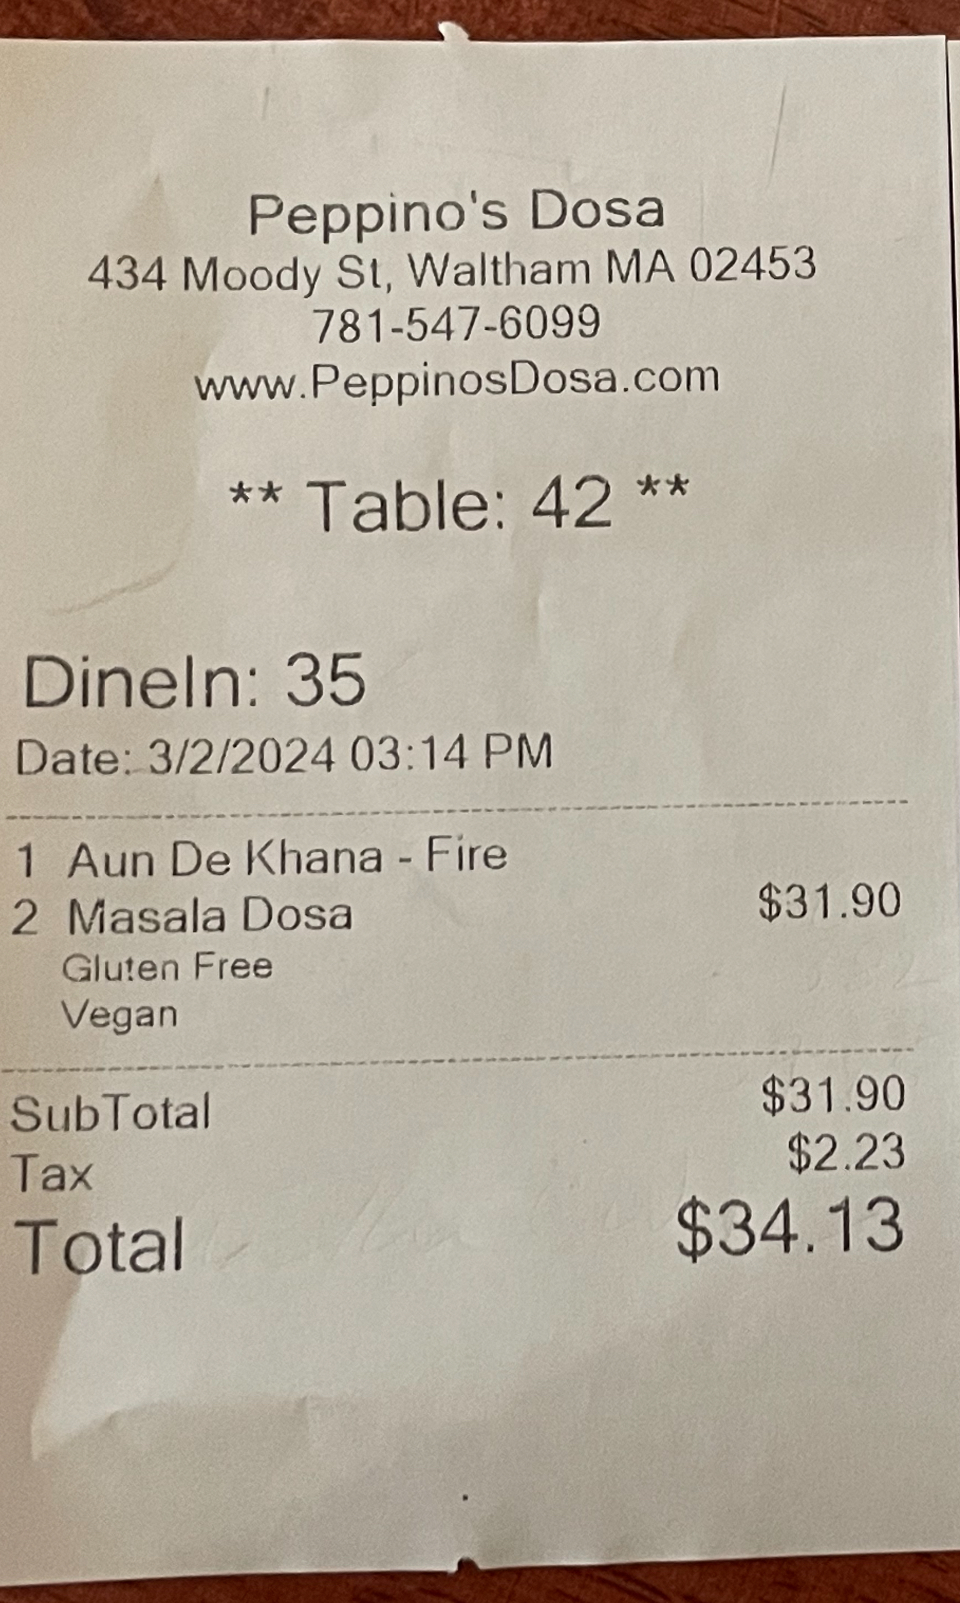 Peppino's Dosa
434 Moody St, Waltham MA 02453
781-547-6099
www.PeppinosDosa.com
** Table: 42 **
DineIn: 35
Date: 3/2/2024 03:14 PM
1 Aun De Khana - Fire
2 Masala Dosa $31.90
Gluten Free
Vegan
SubTotal $31.90
Tax $2.23
Total $34.13